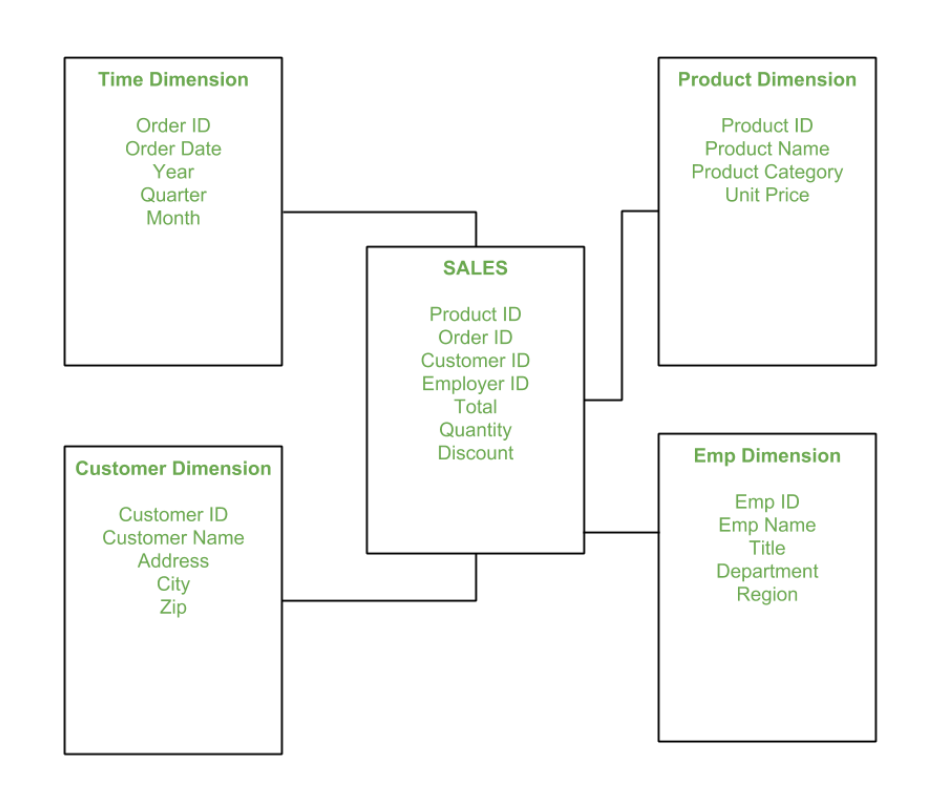 Time Dimension
Order ID
Order Date
Year
Quarter
Month
Product Dimension
Product ID
Product Name
Product Category
Unit Price
SALES
Product ID
Order ID
Customer ID
Employer ID
Total
Quantity
Discount
Customer Dimension
Customer ID
Customer Name
Address
City
Zip
Emp Dimension
Emp ID
Emp Name
Title
Department
Region